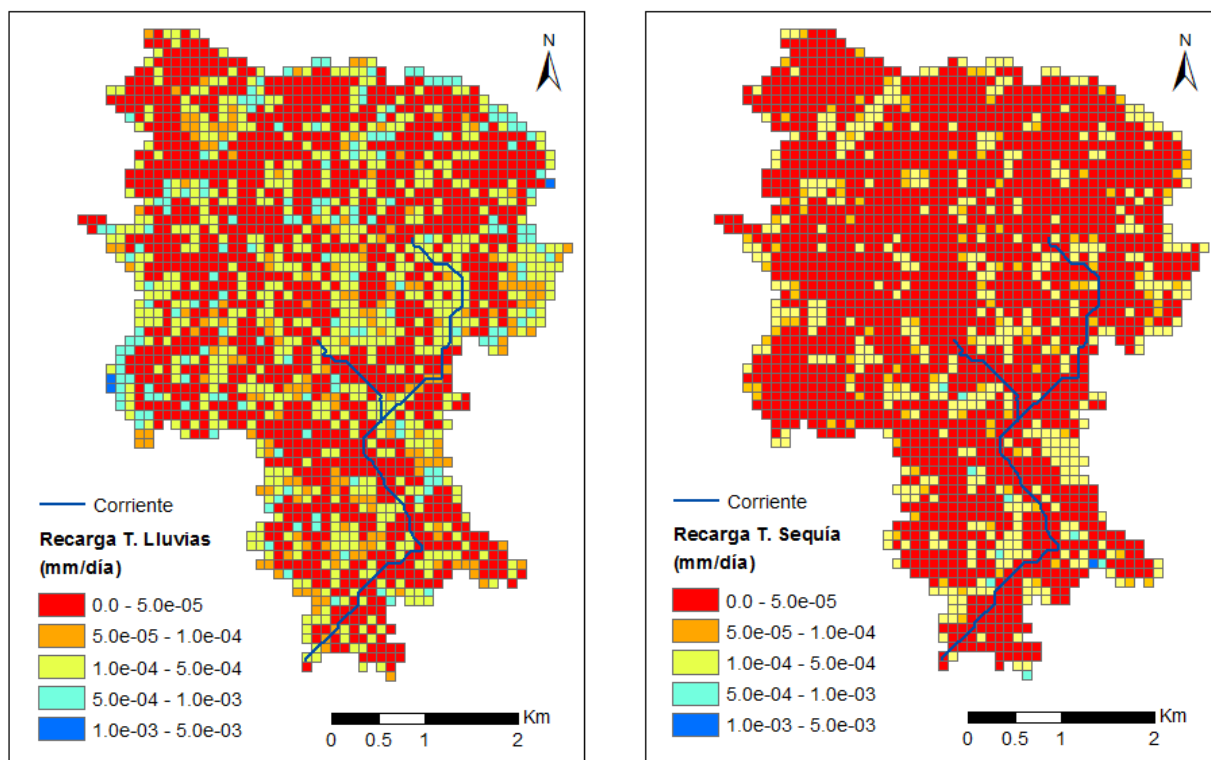 N
Corriente
Recarga T. Lluvias
(mm/día)
0.0 - 5.0e-05
5.0e-05 - 1.0e-04
1.0e-04 - 5.0e-04
5.0e-04 - 1.0e-03
1.0e-03 - 5.0e-03
Km
0 0.5 1 2
N
Corriente
Recarga T. Sequía
(mm/día)
0.0 - 5.0e-05
5.0e-05 - 1.0e-04
1.0e-04 - 5.0e-04
5.0e-04 - 1.0e-03
1.0e-03 - 5.0e-03
Km
0 0.5 1 2